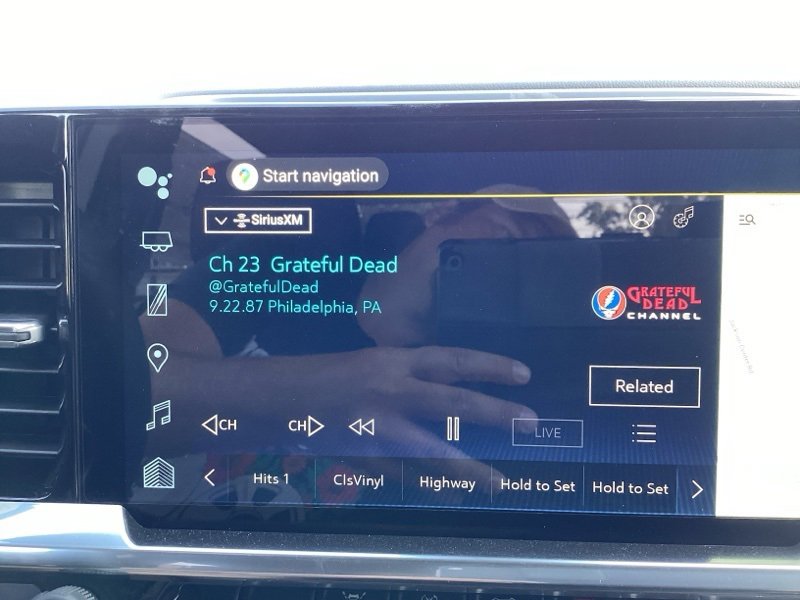 Start navigation
SiriusXM
Ch 23 Grateful Dead
@GratefulDead
9.22.87 Philadelphia, PA
GRATEFUL
DEAD
CHANNEL
Related
CH
CH
LIVE
Hits 1
ClsVinyl
Highway
Hold to Set
Hold to Set